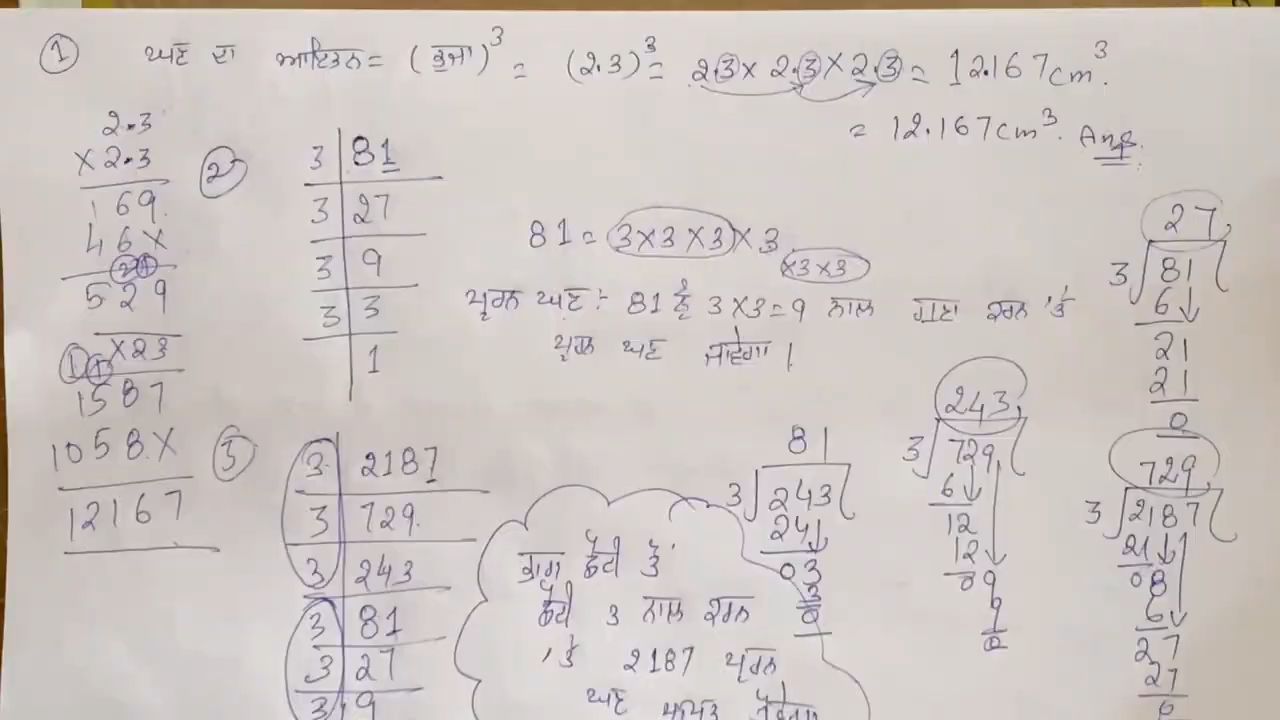 ① ਘਣ ਦਾ ਆਇਤਨ = (ਭੁਜਾ)³ = (2.3)³ = 2.3 × 2.3 × 2.3 = 12.167 cm³.
= 12.167 cm³. Ans.
2.3
× 2.3
169
46×
529
× 23
1587
1058×
12167
②
3 | 81
3 | 27
3 | 9
3 | 3
1
81 = 3×3×3×3
×3×3
ਪੂਰਨ ਘਣ :- 81 ਨੂੰ 3×3=9 ਨਾਲ ਗੁਣਾ ਕਰਨ 'ਤੇ
ਪੂਰਨ ਘਣ ਜਾਵੇਗਾ।
27
3 81
6
21
21
0
③
3 | 2187
3 | 729
3 | 243
3 | 81
3 | 27
3 | 9
ਭਾਗ
3 ਨਾਲ ਕਰਨ
'ਤੇ 2187 ਪੂਰਨ
ਘਣ ਪ੍ਰਾਪਤ
81
3 243
24
03
3
0
243
3 729
6
12
12
09
9
0
729
3 2187
21
08
6
27
27
0